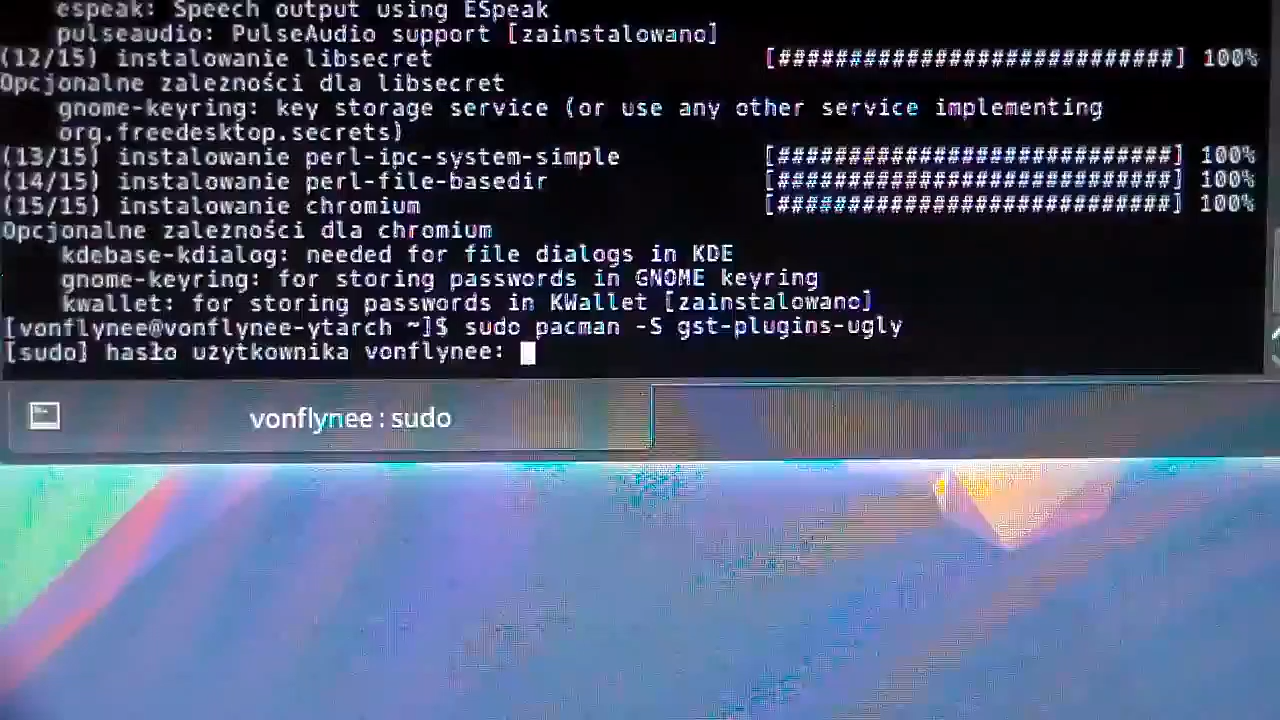 espeak: Speech output using ESpeak
pulseaudio: PulseAudio support [zainstalowano]
(12/15) instalowanie libsecret [############################] 100%
Opcjonalne zależności dla libsecret
gnome-keyring: key storage service (or use any other service implementing
org.freedesktop.secrets)
(13/15) instalowanie perl-ipc-system-simple [############################] 100%
(14/15) instalowanie perl-file-basedir [############################] 100%
(15/15) instalowanie chromium [############################] 100%
Opcjonalne zależności dla chromium
kdebase-kdialog: needed for file dialogs in KDE
gnome-keyring: for storing passwords in GNOME keyring
kwallet: for storing passwords in KWallet [zainstalowano]
[vonflynee@vonflynee-ytarch ~]$ sudo pacman -S gst-plugins-ugly
[sudo] hasło użytkownika vonflynee:
vonflynee : sudo